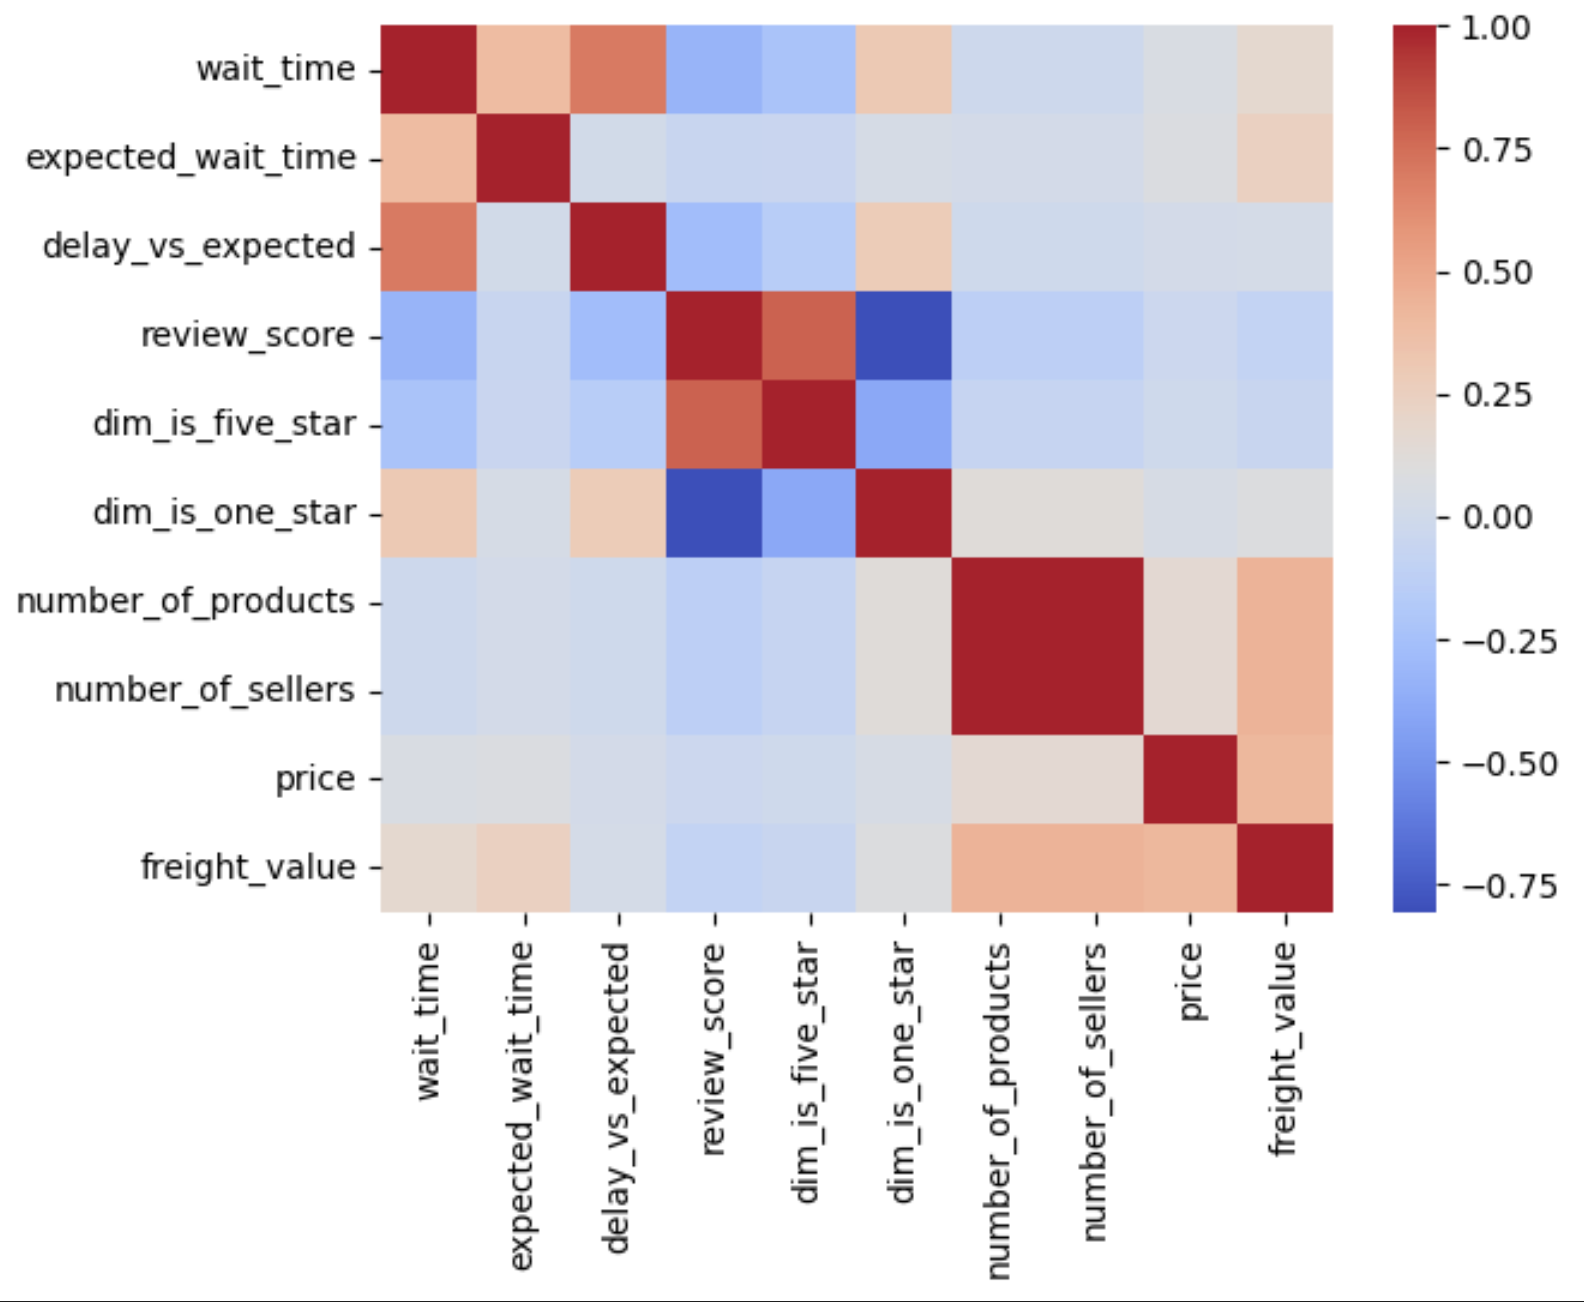 wait_time
expected_wait_time
delay_vs_expected
review_score
dim_is_five_star
dim_is_one_star
number_of_products
number_of_sellers
price
freight_value
wait_time
expected_wait_time
delay_vs_expected
review_score
dim_is_five_star
dim_is_one_star
number_of_products
number_of_sellers
price
freight_value
1.00
0.75
0.50
0.25
0.00
−0.25
−0.50
−0.75